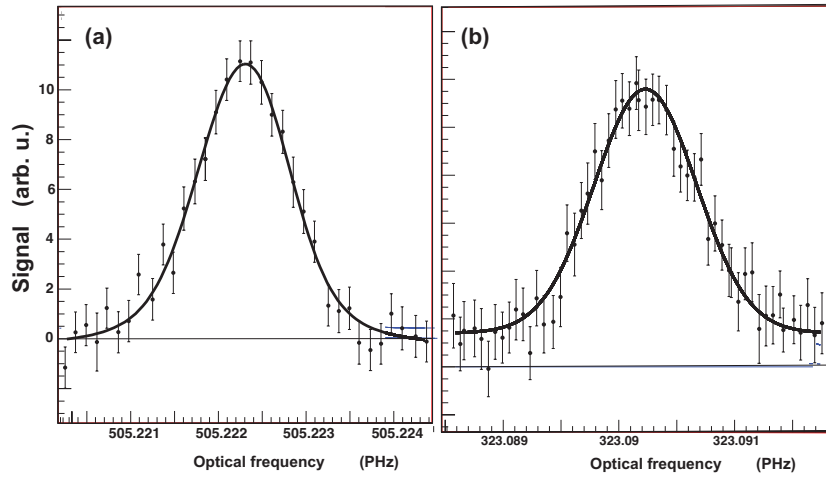 (a)
(b)
10
8
6
4
2
0
Signal (arb. u.)
505.221 505.222 505.223 505.224
323.089 323.09 323.091
Optical frequency (PHz)
Optical frequency (PHz)